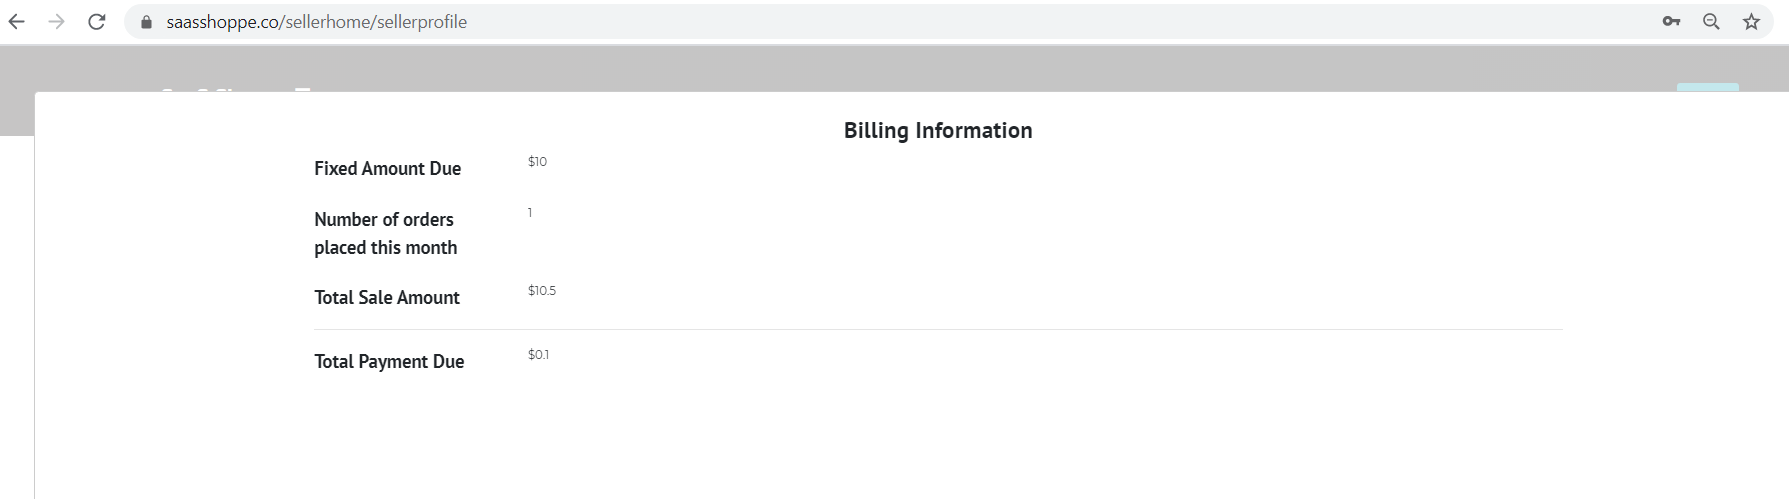 saasshoppe.co/sellerhome/sellerprofile
Billing Information
Fixed Amount Due $10
Number of orders placed this month 1
Total Sale Amount $10.5
Total Payment Due $0.1